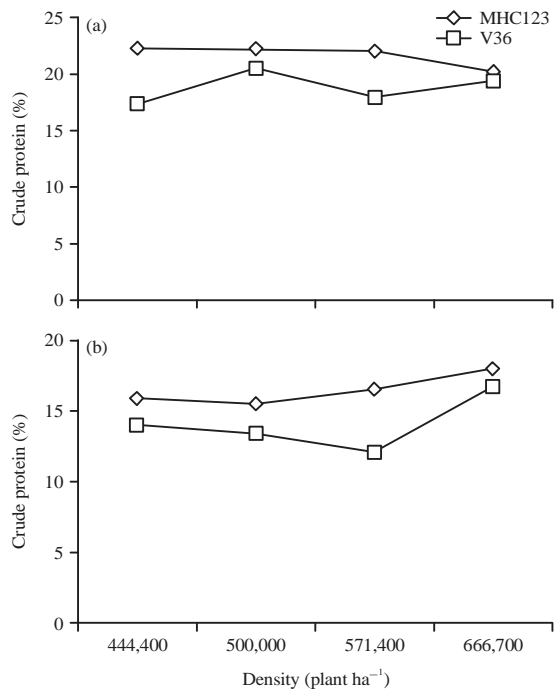 (a)
MHC123
V36
25
20
15
10
5
0
Crude protein (%)
(b)
20
15
10
5
0
Crude protein (%)
444,400 500,000 571,400 666,700
Density (plant ha⁻¹)